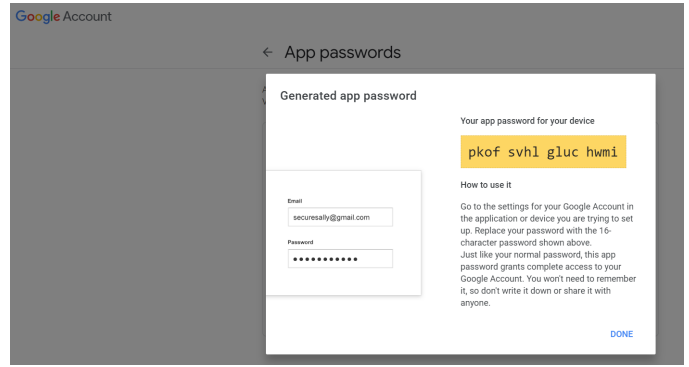 Google Account
← App passwords
Generated app password
Your app password for your device
pkof svhl gluc hwmi
How to use it
Email
securesally@gmail.com
Password
Go to the settings for your Google Account in
the application or device you are trying to set
up. Replace your password with the 16-
character password shown above.
Just like your normal password, this app
password grants complete access to your
Google Account. You won't need to remember
it, so don't write it down or share it with
anyone.
DONE